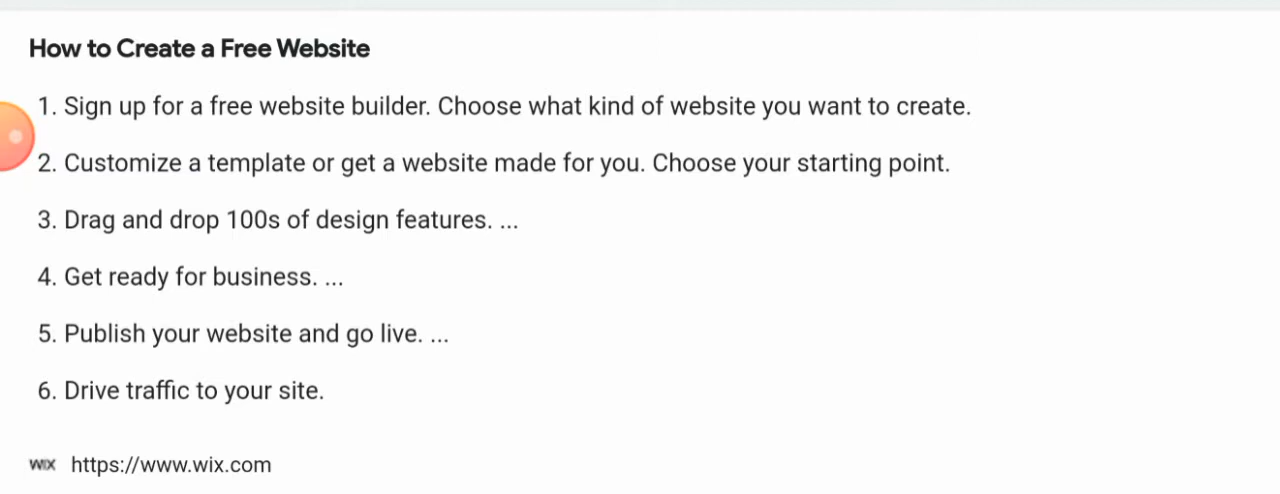 How to Create a Free Website
1. Sign up for a free website builder. Choose what kind of website you want to create.
2. Customize a template or get a website made for you. Choose your starting point.
3. Drag and drop 100s of design features. ...
4. Get ready for business. ...
5. Publish your website and go live. ...
6. Drive traffic to your site.
WIX https://www.wix.com